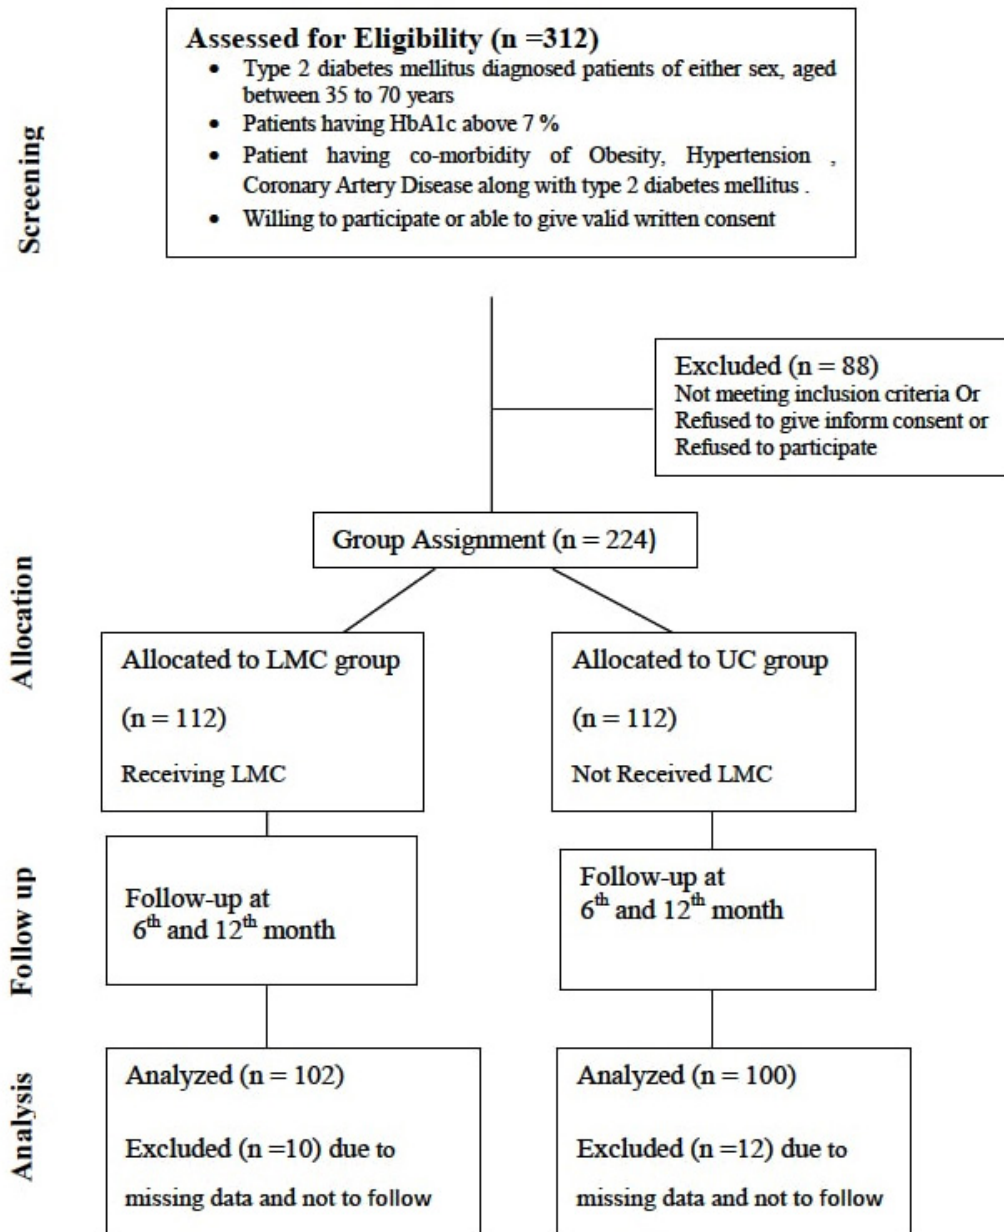 Screening
Assessed for Eligibility (n =312)
• Type 2 diabetes mellitus diagnosed patients of either sex, aged
between 35 to 70 years
• Patients having HbA1c above 7 %
• Patient having co-morbidity of Obesity, Hypertension ,
Coronary Artery Disease along with type 2 diabetes mellitus .
• Willing to participate or able to give valid written consent
Excluded (n = 88)
Not meeting inclusion criteria Or
Refused to give inform consent or
Refused to participate
Group Assignment (n = 224)
Allocation
Allocated to LMC group
(n = 112)
Receiving LMC
Allocated to UC group
(n = 112)
Not Received LMC
Follow up
Follow-up at
6th and 12th month
Follow-up at
6th and 12th month
Analysis
Analyzed (n = 102)
Excluded (n =10) due to
missing data and not to follow
Analyzed (n = 100)
Excluded (n =12) due to
missing data and not to follow